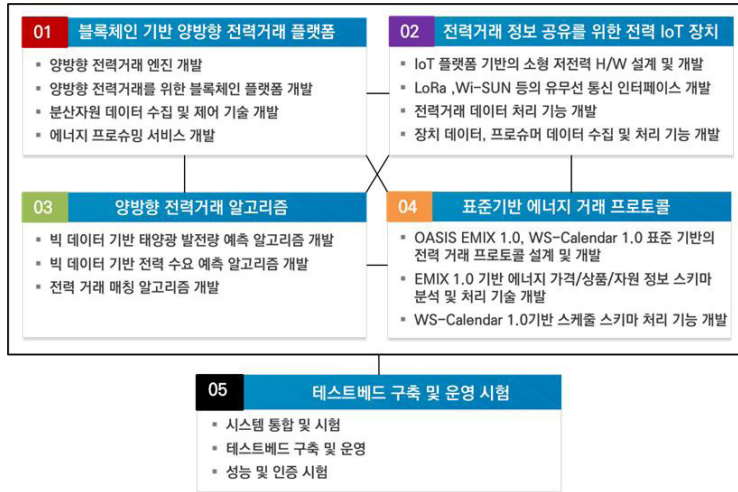 01 블록체인 기반 양방향 전력거래 플랫폼
▪ 양방향 전력거래 엔진 개발
▪ 양방향 전력거래를 위한 블록체인 플랫폼 개발
▪ 분산자원 데이터 수집 및 제어 기술 개발
▪ 에너지 프로슈밍 서비스 개발
02 전력거래 정보 공유를 위한 전력 IoT 장치
▪ IoT 플랫폼 기반의 소형 저전력 H/W 설계 및 개발
▪ LoRa ,Wi-SUN 등의 유무선 통신 인터페이스 개발
▪ 전력거래 데이터 처리 기능 개발
▪ 장치 데이터, 프로슈머 데이터 수집 및 처리 기능 개발
03 양방향 전력거래 알고리즘
▪ 빅 데이터 기반 태양광 발전량 예측 알고리즘 개발
▪ 빅 데이터 기반 전력 수요 예측 알고리즘 개발
▪ 전력 거래 매칭 알고리즘 개발
04 표준기반 에너지 거래 프로토콜
▪ OASIS EMIX 1.0, WS-Calendar 1.0 표준 기반의
전력 거래 프로토콜 설계 및 개발
▪ EMIX 1.0 기반 에너지 가격/상품/자원 정보 스키마
분석 및 처리 기술 개발
▪ WS-Calendar 1.0기반 스케줄 스키마 처리 기능 개발
05 테스트베드 구축 및 운영 시험
▪ 시스템 통합 및 시험
▪ 테스트베드 구축 및 운영
▪ 성능 및 인증 시험